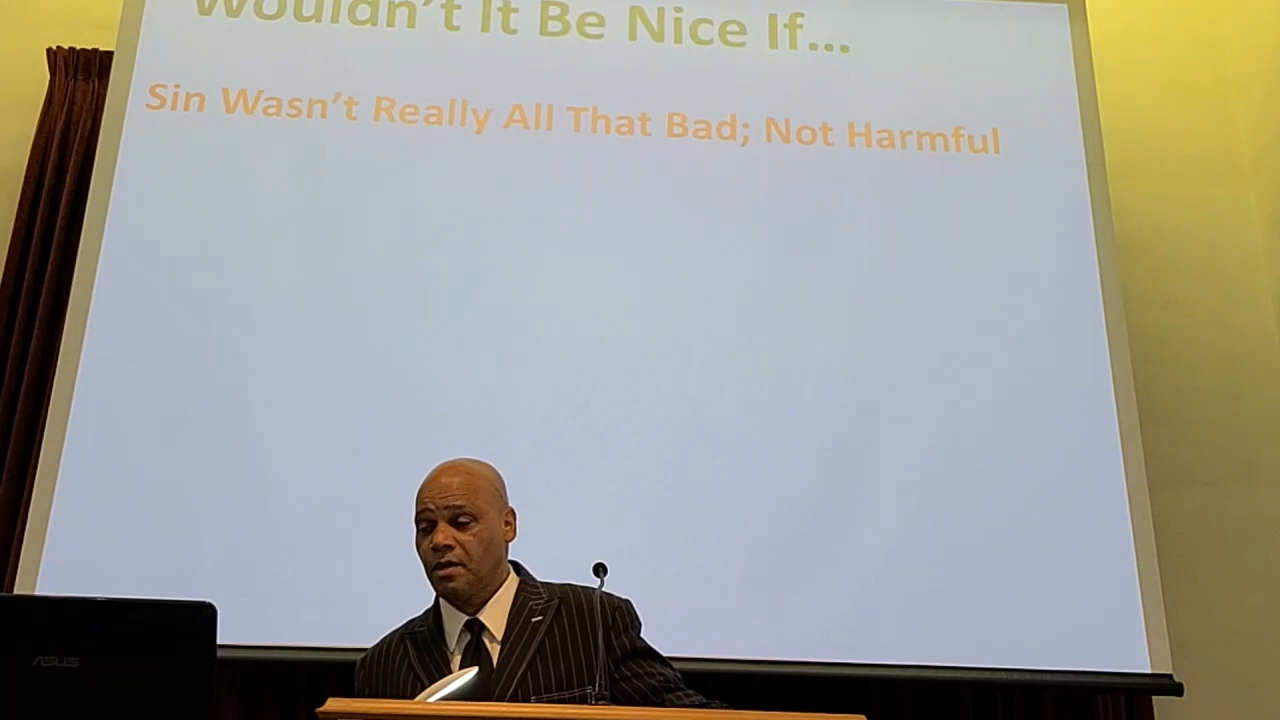 Wouldn't It Be Nice If...
Sin Wasn't Really All That Bad; Not Harmful
ASUS